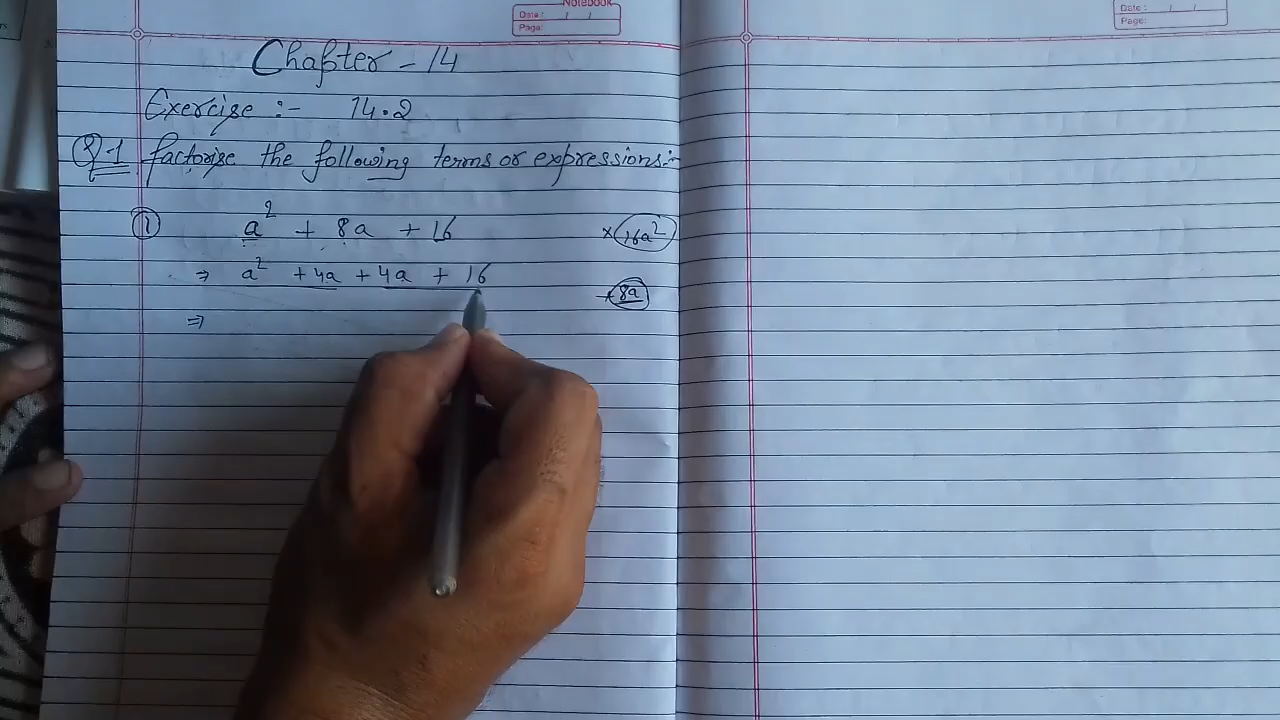 Notebook
Date: / /
Page:
Date: / /
Page:
Chapter - 14
Exercise :- 14.2
Q.1 factorise the following terms or expressions:-
① a² + 8a + 16
× 16a²
⇒ a² + 4a + 4a + 16
+ 8a
⇒